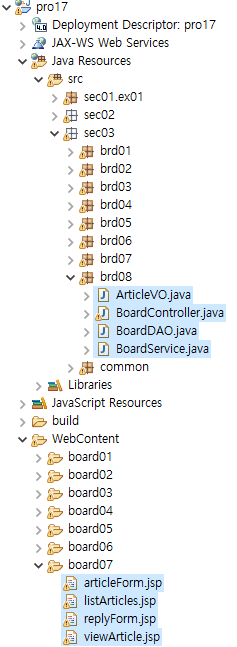 pro17
Deployment Descriptor: pro17
JAX-WS Web Services
Java Resources
src
sec01.ex01
sec02
sec03
brd01
brd02
brd03
brd04
brd05
brd06
brd07
brd08
ArticleVO.java
BoardController.java
BoardDAO.java
BoardService.java
common
Libraries
JavaScript Resources
build
WebContent
board01
board02
board03
board04
board05
board06
board07
articleForm.jsp
listArticles.jsp
replyForm.jsp
viewArticle.jsp